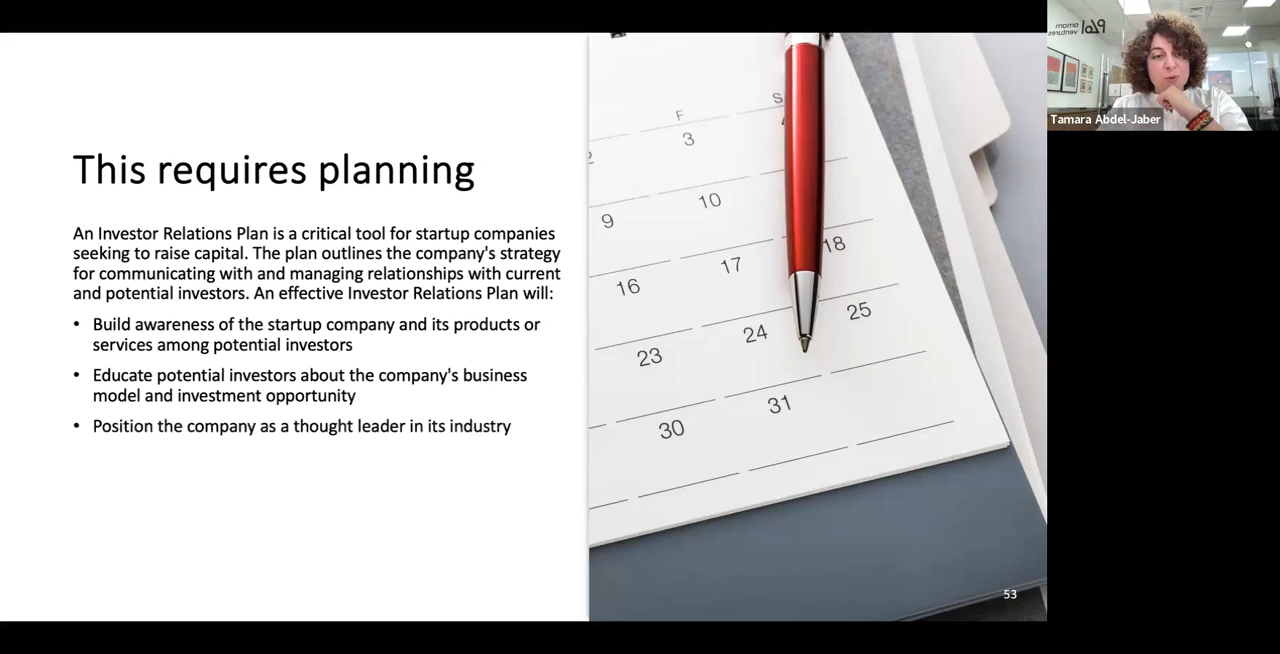 This requires planning
An Investor Relations Plan is a critical tool for startup companies
seeking to raise capital. The plan outlines the company's strategy
for communicating with and managing relationships with current
and potential investors. An effective Investor Relations Plan will:
• Build awareness of the startup company and its products or
services among potential investors
• Educate potential investors about the company's business
model and investment opportunity
• Position the company as a thought leader in its industry
F
S
3
9
10
16
17
18
23
24
25
30
31
53
amam
ventures
Tamara Abdel-Jaber